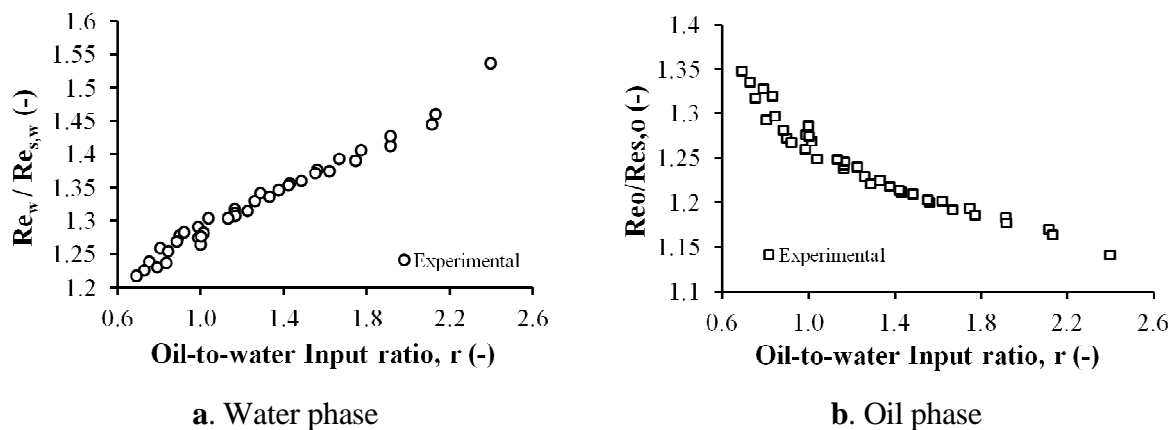 1.6
1.55
1.5
1.45
1.4
1.35
1.3
1.25
1.2
Re_w / Re_s,w (-)
Experimental
0.6 1.0 1.4 1.8 2.2 2.6
Oil-to-water Input ratio, r (-)
a. Water phase
1.4
1.35
1.3
1.25
1.2
1.15
1.1
Reo/Res,o (-)
Experimental
0.6 1.0 1.4 1.8 2.2 2.6
Oil-to-water Input ratio, r (-)
b. Oil phase